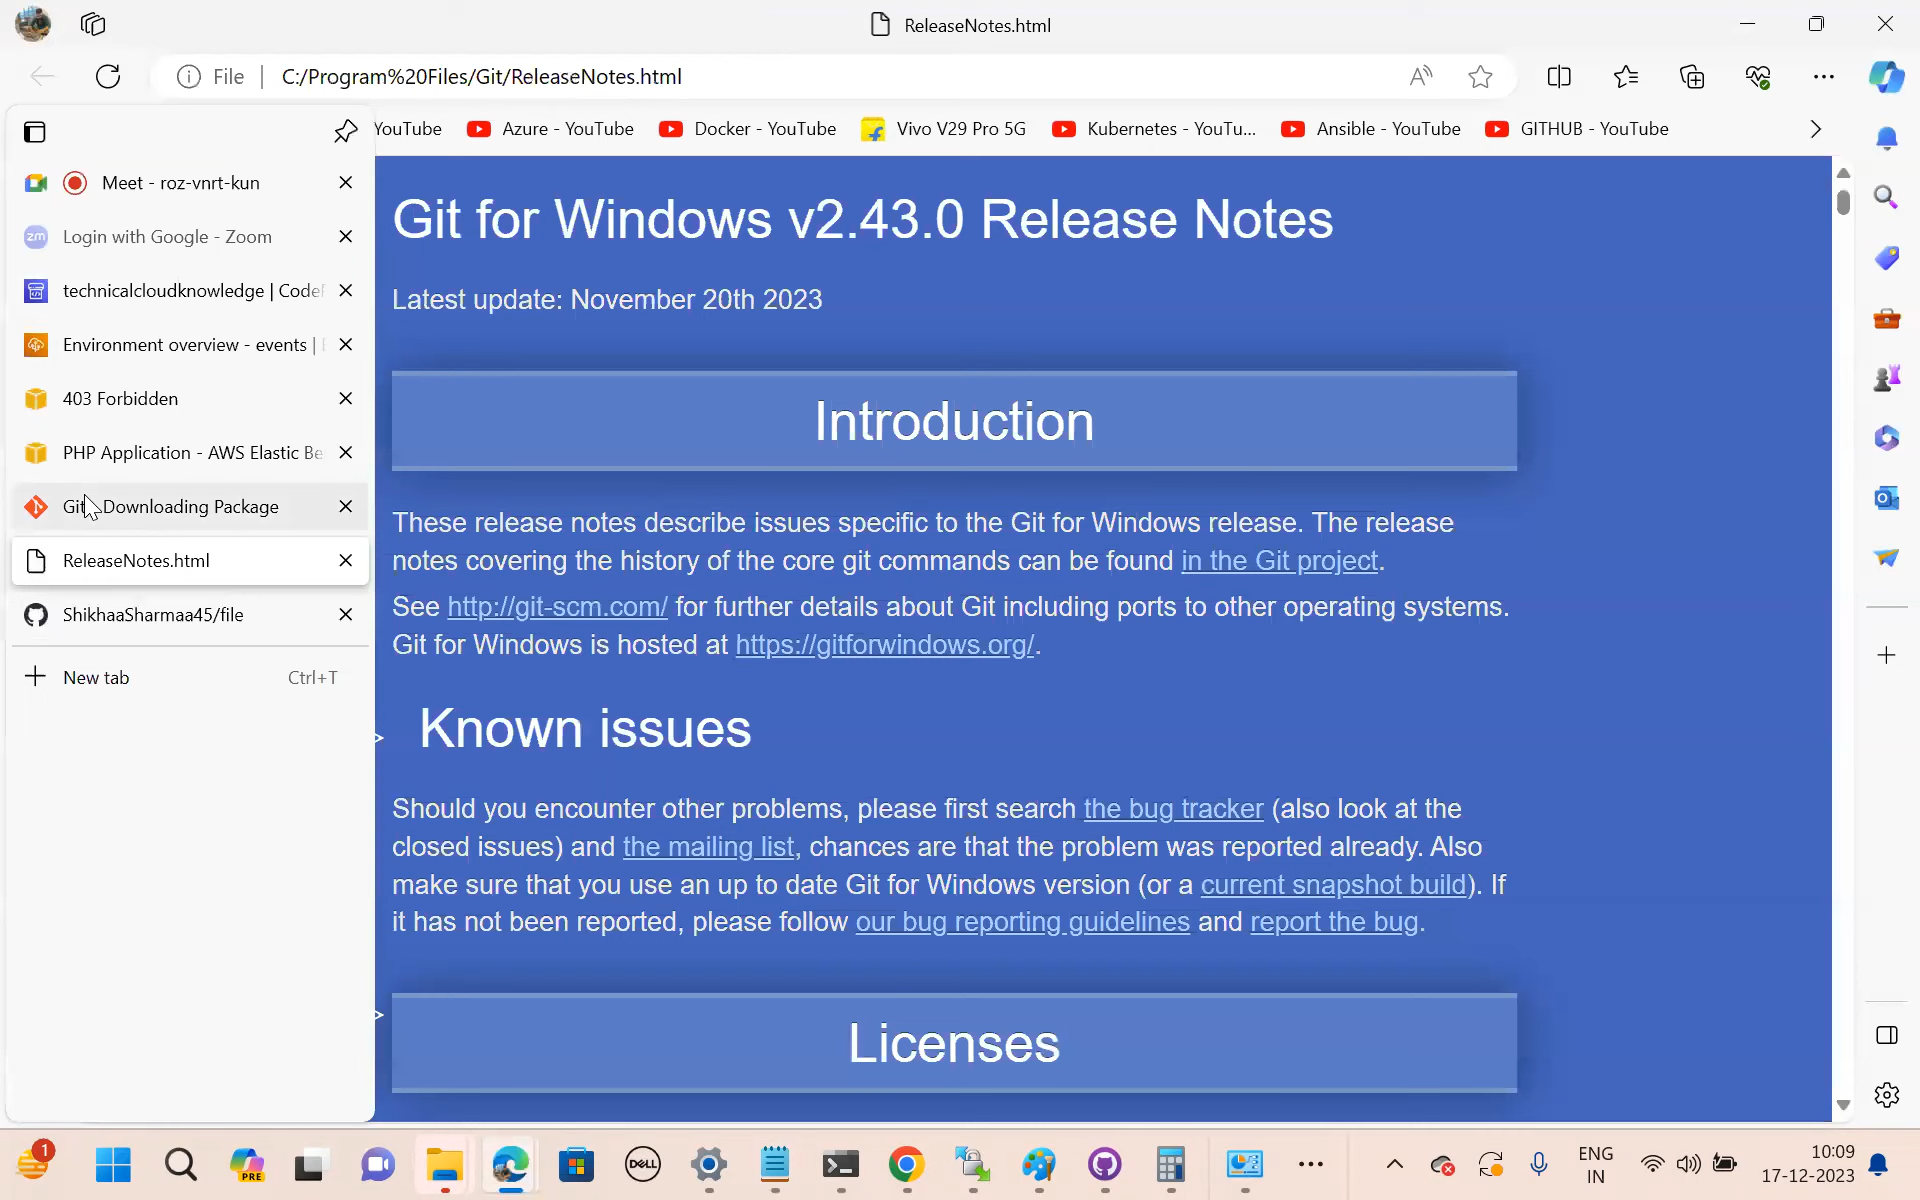 ReleaseNotes.html
File
C:/Program%20Files/Git/ReleaseNotes.html
YouTube
Azure - YouTube
Docker - YouTube
Vivo V29 Pro 5G
Kubernetes - YouTu...
Ansible - YouTube
GITHUB - YouTube
Meet - roz-vnrt-kun
zm Login with Google - Zoom
technicalcloudknowledge | Code
Environment overview - events |
403 Forbidden
PHP Application - AWS Elastic Be
Git - Downloading Package
ReleaseNotes.html
ShikhaaSharmaa45/file
New tab Ctrl+T
Git for Windows v2.43.0 Release Notes
Latest update: November 20th 2023
Introduction
These release notes describe issues specific to the Git for Windows release. The release
notes covering the history of the core git commands can be found in the Git project.
See http://git-scm.com/ for further details about Git including ports to other operating systems.
Git for Windows is hosted at https://gitforwindows.org/.
Known issues
Should you encounter other problems, please first search the bug tracker (also look at the
closed issues) and the mailing list, chances are that the problem was reported already. Also
make sure that you use an up to date Git for Windows version (or a current snapshot build). If
it has not been reported, please follow our bug reporting guidelines and report the bug.
Licenses
1
PRE
DELL
ENG
IN
10:09
17-12-2023